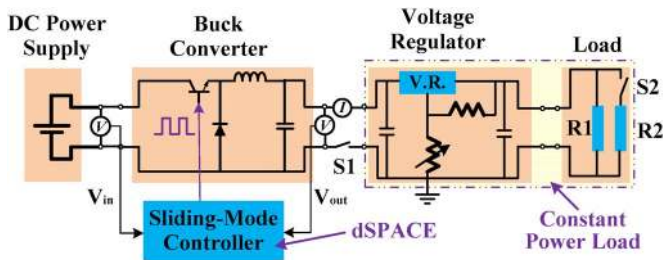 DC Power
Supply
Buck
Converter
Voltage
Regulator
Load
V.R.
S2
V
I
V
R1
R2
S1
Vin
Vout
Sliding-Mode
Controller
dSPACE
Constant
Power Load